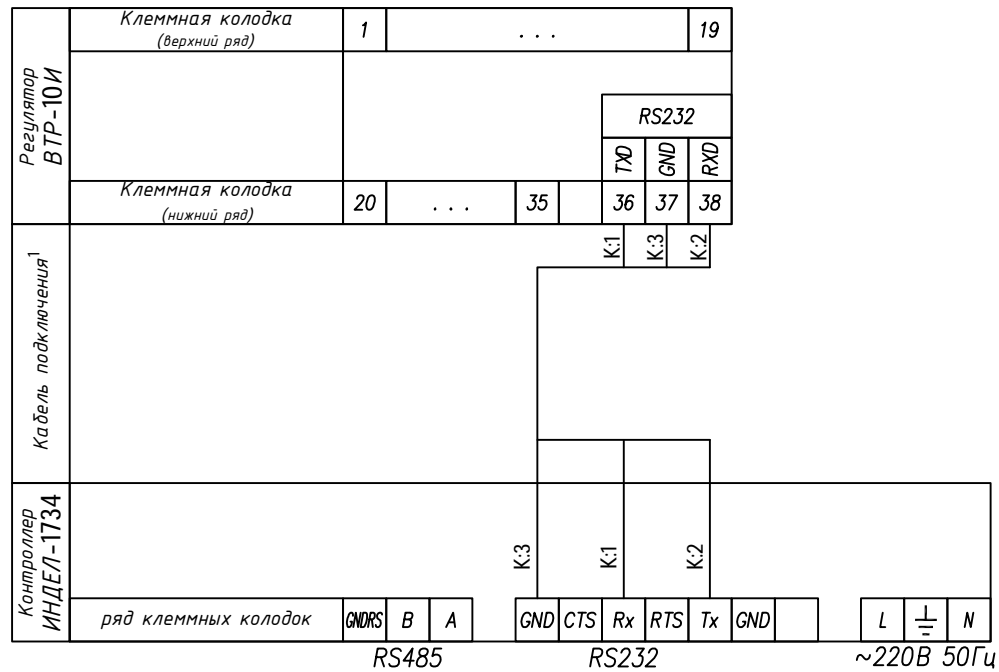 Клеммная колодка
(верхний ряд)
1
. . .
19
Регулятор
ВТР-10И
RS232
TXD
GND
RXD
Клеммная колодка
(нижний ряд)
20
. . .
35
36
37
38
Кабель подключения¹
К:1
К:3
К:2
Контроллер
ИНДЕЛ-1734
К:3
К:1
К:2
ряд клеммных колодок
GNDRS
B
A
GND
CTS
Rx
RTS
Tx
GND
L
N
RS485
RS232
~220В 50Гц